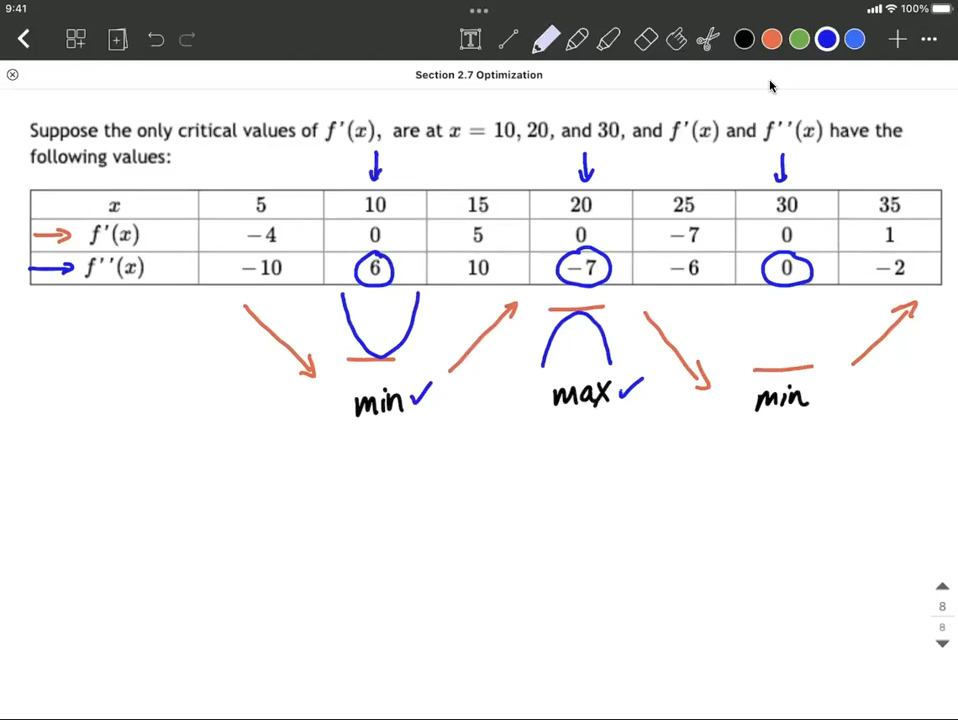 9:41
100%
T
Section 2.7 Optimization
Suppose the only critical values of f'(x), are at x = 10, 20, and 30, and f'(x) and f''(x) have the
following values:
x 5 10 15 20 25 30 35
f'(x) −4 0 5 0 −7 0 1
f''(x) −10 6 10 −7 −6 0 −2
min max min
8
8